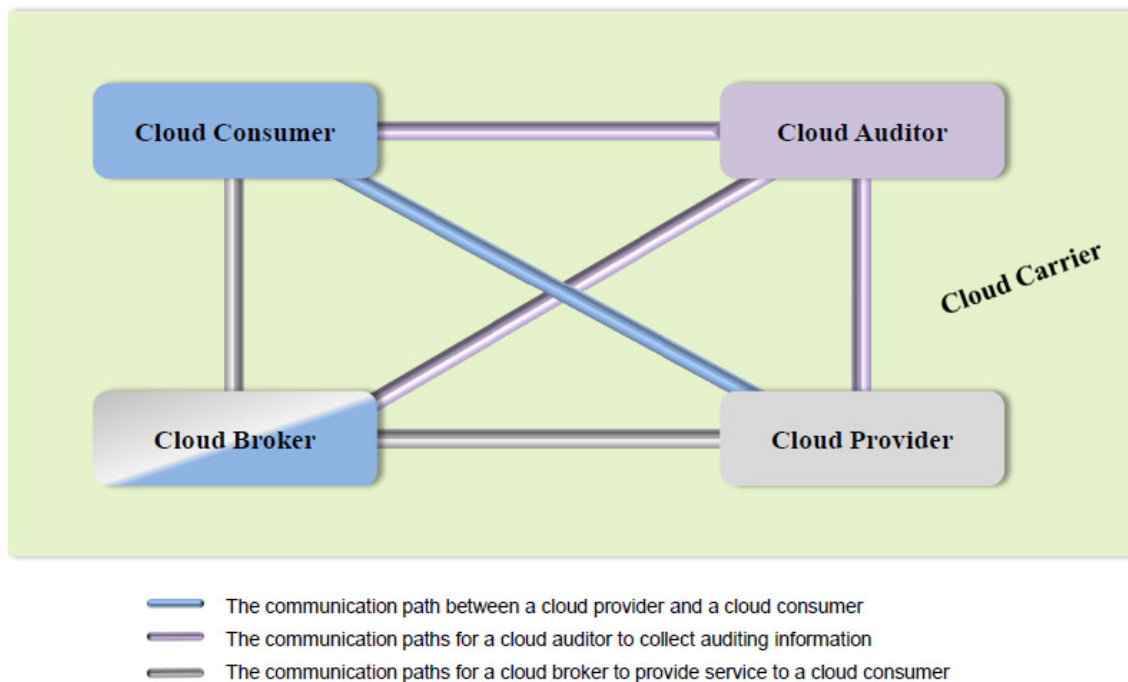 Cloud Consumer
Cloud Auditor
Cloud Carrier
Cloud Broker
Cloud Provider
The communication path between a cloud provider and a cloud consumer
The communication paths for a cloud auditor to collect auditing information
The communication paths for a cloud broker to provide service to a cloud consumer